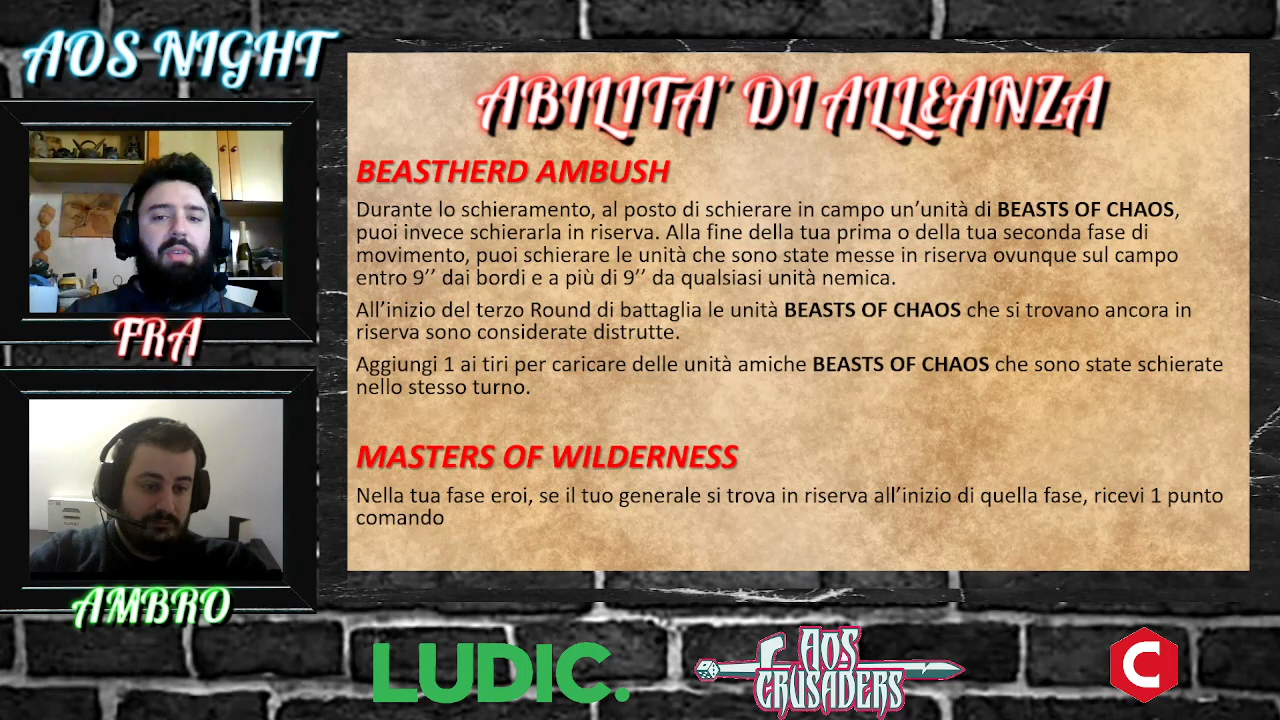 AOS NIGHT
FRA
AMBRO
ABILITA' DI ALLEANZA
BEASTHERD AMBUSH
Durante lo schieramento, al posto di schierare in campo un’unità di BEASTS OF CHAOS,
puoi invece schierarla in riserva. Alla fine della tua prima o della tua seconda fase di
movimento, puoi schierare le unità che sono state messe in riserva ovunque sul campo
entro 9’’ dai bordi e a più di 9’’ da qualsiasi unità nemica.
All’inizio del terzo Round di battaglia le unità BEASTS OF CHAOS che si trovano ancora in
riserva sono considerate distrutte.
Aggiungi 1 ai tiri per caricare delle unità amiche BEASTS OF CHAOS che sono state schierate
nello stesso turno.
MASTERS OF WILDERNESS
Nella tua fase eroi, se il tuo generale si trova in riserva all’inizio di quella fase, ricevi 1 punto
comando
LUDIC.
AOS
CRUSADERS
C